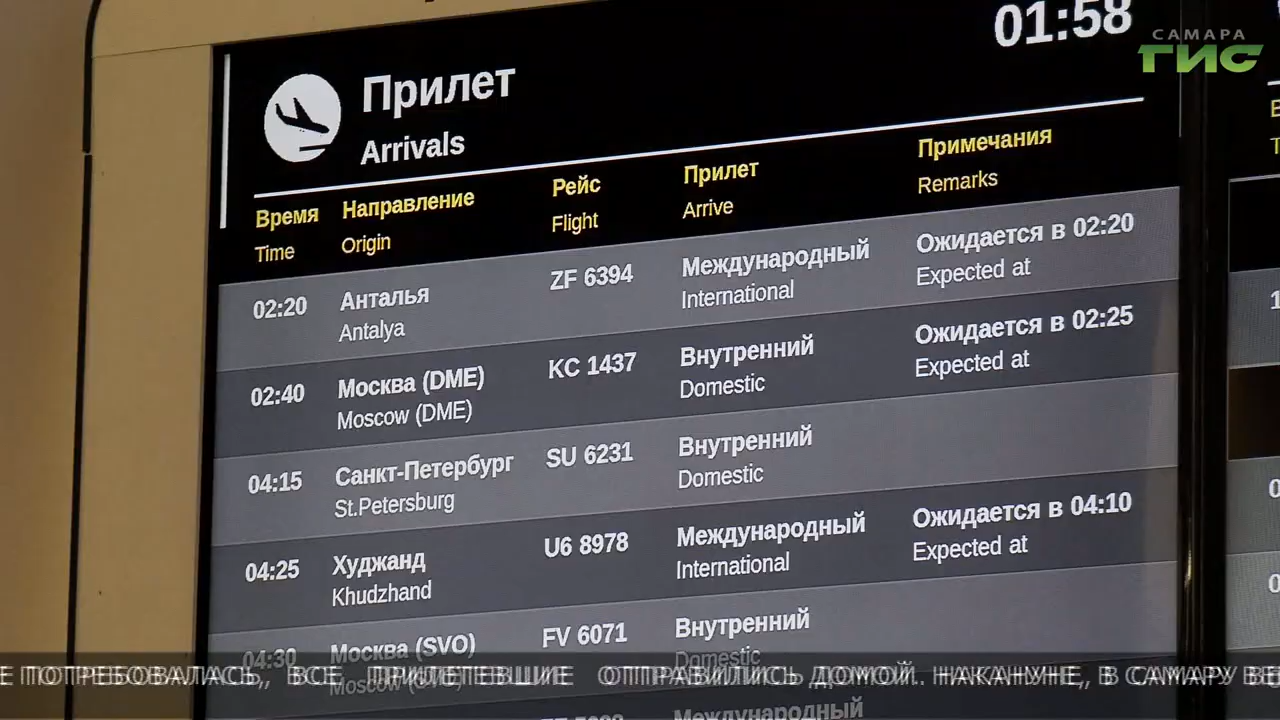 01:58
САМАРА
ГИС
Прилет
Arrivals
Время Направление Рейс Прилет Примечания
Time Origin Flight Arrive Remarks
02:20 Анталья ZF 6394 Международный Ожидается в 02:20
Antalya International Expected at
02:40 Москва (DME) KC 1437 Внутренний Ожидается в 02:25
Moscow (DME) Domestic Expected at
04:15 Санкт-Петербург SU 6231 Внутренний
St.Petersburg Domestic
04:25 Худжанд U6 8978 Международный Ожидается в 04:10
Khudzhand International Expected at
04:30 Москва (SVO) FV 6071 Внутренний
Moscow Domestic
Международный
ПОТРЕБОВАЛАСЬ, ВСЕ ПРИЛЕТЕВШИЕ ОТПРАВИЛИСЬ ДОМОЙ. НАКАНУНЕ, В САМАРУ